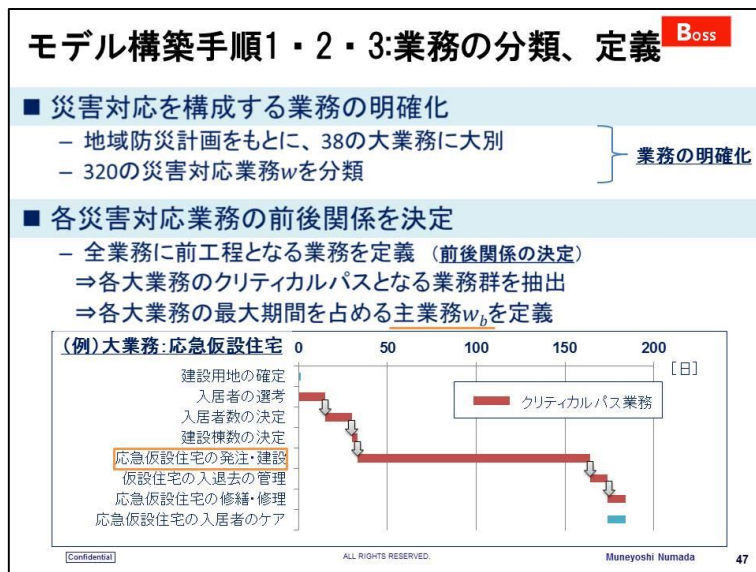 モデル構築手順1・2・3:業務の分類、定義
Boss
■ 災害対応を構成する業務の明確化
– 地域防災計画をもとに、38の大業務に大別
– 320の災害対応業務wを分類
業務の明確化
■ 各災害対応業務の前後関係を決定
– 全業務に前工程となる業務を定義 (前後関係の決定)
⇒各大業務のクリティカルパスとなる業務群を抽出
⇒各大業務の最大期間を占める主業務w_bを定義
(例)大業務:応急仮設住宅 0 50 100 150 200
[日]
建設用地の確定
入居者の選考
クリティカルパス業務
入居者数の決定
建設棟数の決定
応急仮設住宅の発注・建設
仮設住宅の入退去の管理
応急仮設住宅の修繕・修理
応急仮設住宅の入居者のケア
Confidential ALL RIGHTS RESERVED. Muneyoshi Numada 47